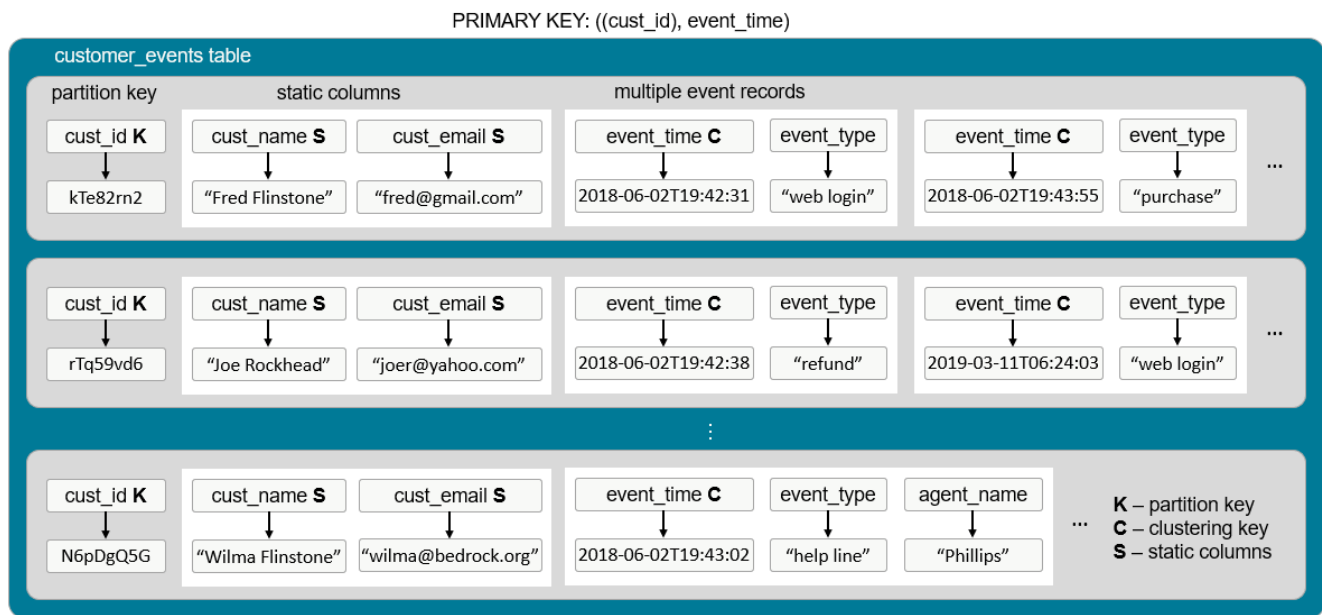 PRIMARY KEY: ((cust_id), event_time)
customer_events table
partition key static columns multiple event records
cust_id K cust_name S cust_email S event_time C event_type event_time C event_type
...
kTe82rn2 “Fred Flinstone” “fred@gmail.com” 2018-06-02T19:42:31 “web login” 2018-06-02T19:43:55 “purchase”
cust_id K cust_name S cust_email S event_time C event_type event_time C event_type
...
rTq59vd6 “Joe Rockhead” “joer@yahoo.com” 2018-06-02T19:42:38 “refund” 2019-03-11T06:24:03 “web login”
⋮
cust_id K cust_name S cust_email S event_time C event_type agent_name
...
N6pDgQ5G “Wilma Flinstone” “wilma@bedrock.org” 2018-06-02T19:43:02 “help line” “Phillips”
K – partition key
C – clustering key
S – static columns